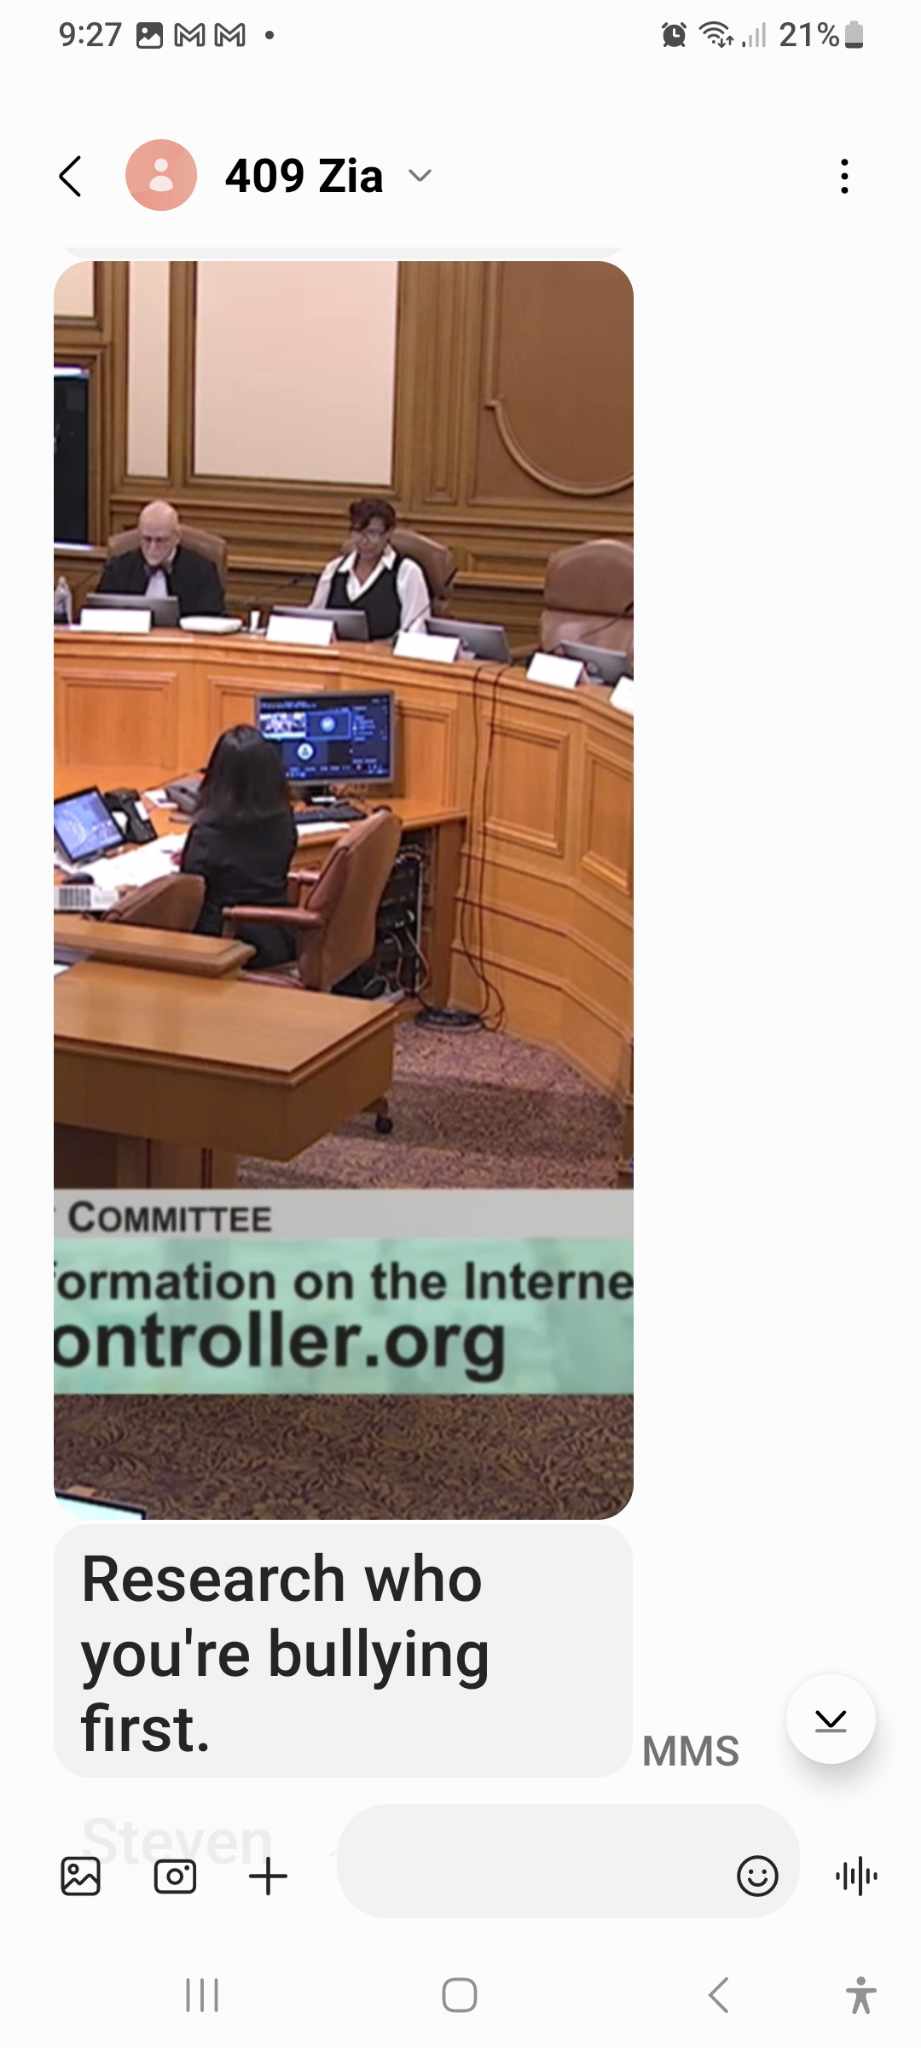 9:27
21%
409 Zia
COMMITTEE
formation on the Interne
ontroller.org
Research who
you're bullying
first.
MMS
Steven